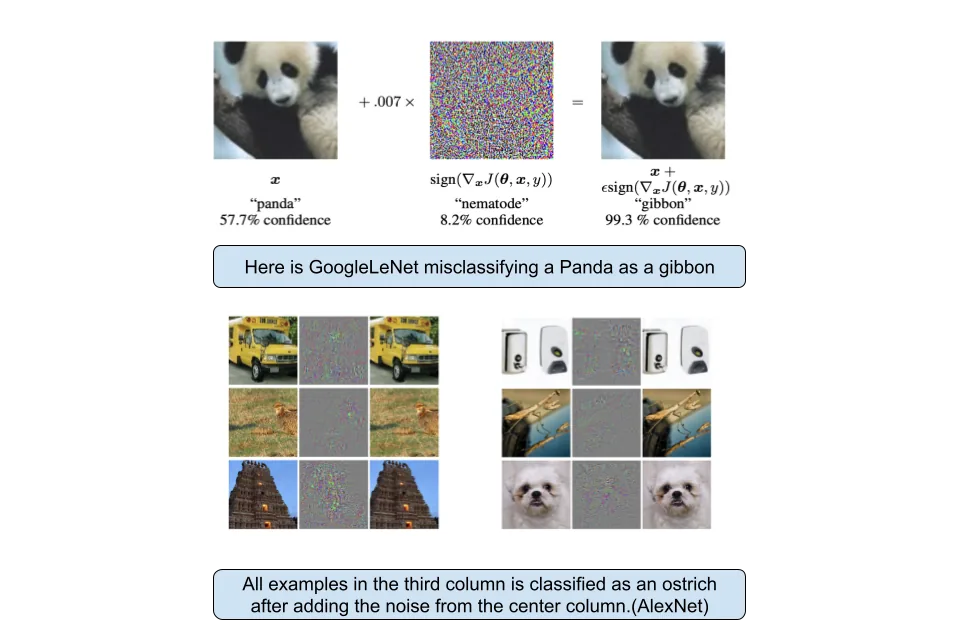 + .007 ×
=
x
sign(∇ₓJ(θ, x, y))
x +
ϵsign(∇ₓJ(θ, x, y))
“panda”
“nematode”
“gibbon”
57.7% confidence
8.2% confidence
99.3 % confidence
Here is GoogleLeNet misclassifying a Panda as a gibbon
All examples in the third column is classified as an ostrich
after adding the noise from the center column.(AlexNet)